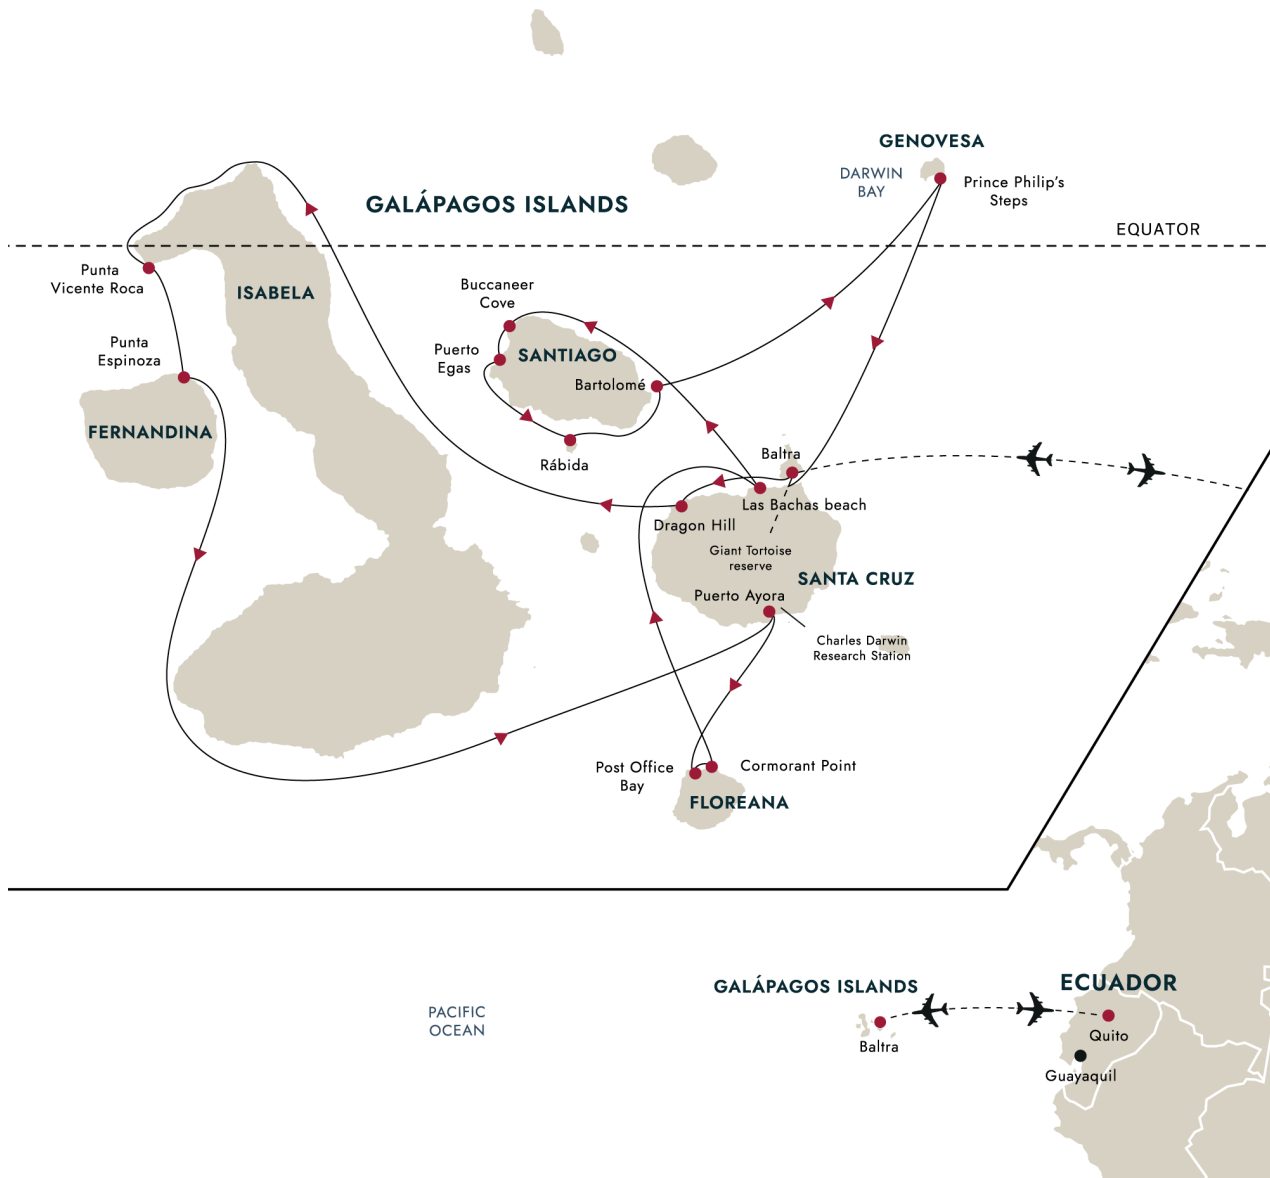 GENOVESA
DARWIN
BAY
Prince Philip's
Steps
GALÁPAGOS ISLANDS
EQUATOR
Punta
Vicente Roca
ISABELA
Buccaneer
Cove
Punta
Espinoza
Puerto
Egas
SANTIAGO
Bartolomé
FERNANDINA
Rábida
Baltra
Las Bachas beach
Dragon Hill
Giant Tortoise
reserve
SANTA CRUZ
Puerto Ayora
Charles Darwin
Research Station
Post Office
Bay
Cormorant Point
FLOREANA
GALÁPAGOS ISLANDS
ECUADOR
PACIFIC
OCEAN
Baltra
Quito
Guayaquil